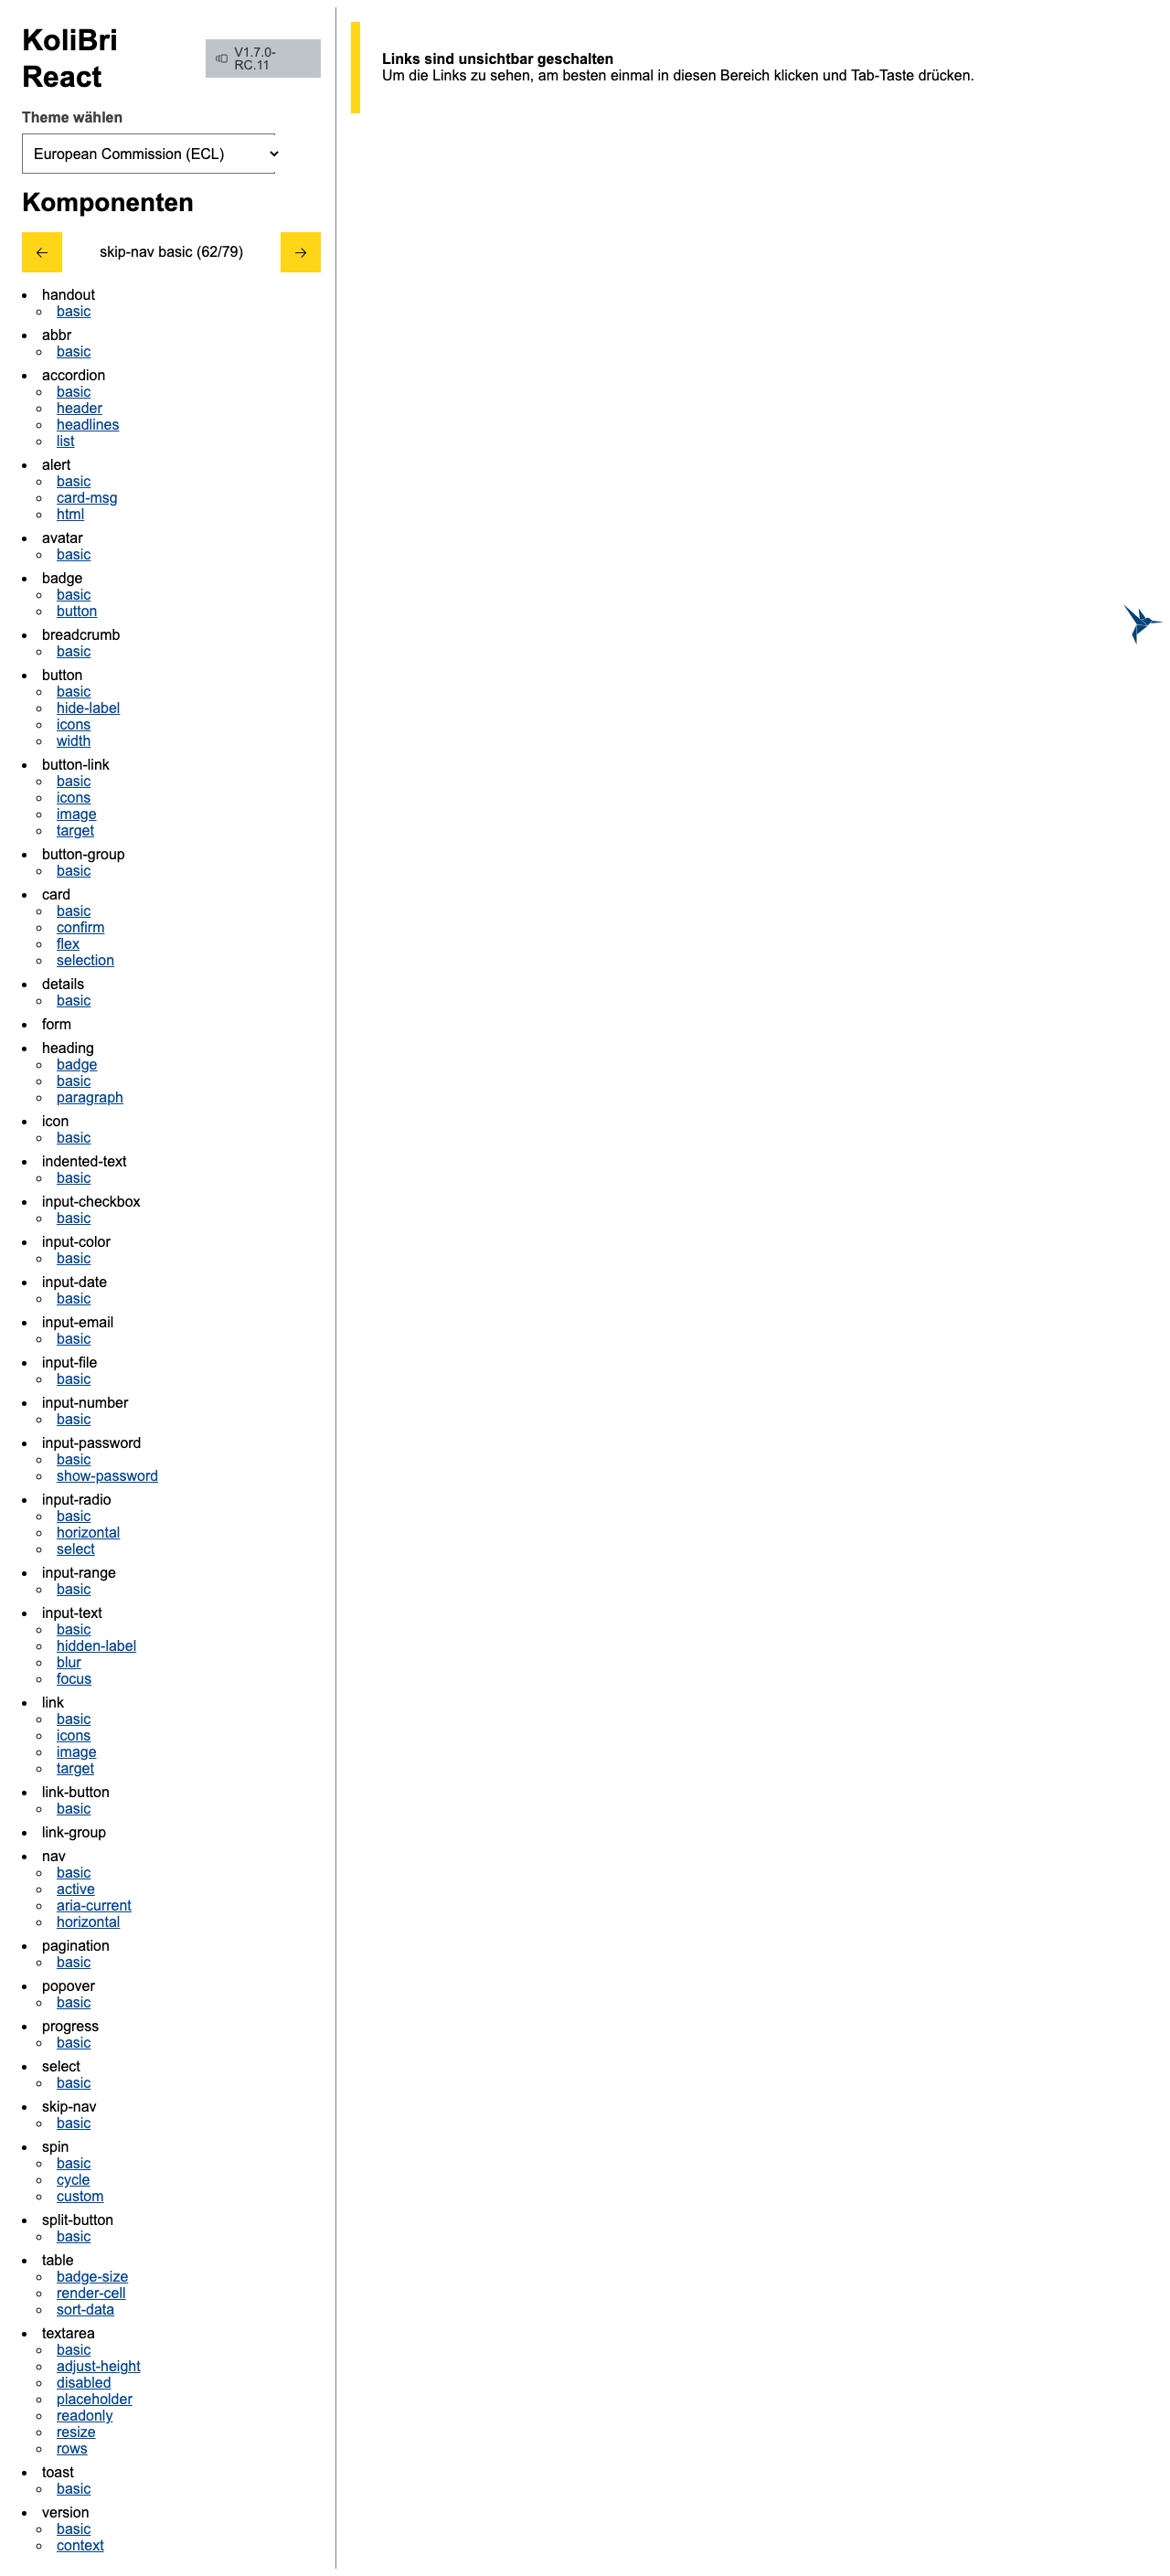 KoliBri
React
V1.7.0-
RC.11
Theme wählen
European Commission (ECL)
Komponenten
skip-nav basic (62/79)
handout
basic
abbr
basic
accordion
basic
header
headlines
list
alert
basic
card-msg
html
avatar
basic
badge
basic
button
breadcrumb
basic
button
basic
hide-label
icons
width
button-link
basic
icons
image
target
button-group
basic
card
basic
confirm
flex
selection
details
basic
form
heading
badge
basic
paragraph
icon
basic
indented-text
basic
input-checkbox
basic
input-color
basic
input-date
basic
input-email
basic
input-file
basic
input-number
basic
input-password
basic
show-password
input-radio
basic
horizontal
select
input-range
basic
input-text
basic
hidden-label
blur
focus
link
basic
icons
image
target
link-button
basic
link-group
nav
basic
active
aria-current
horizontal
pagination
basic
popover
basic
progress
basic
select
basic
skip-nav
basic
spin
basic
cycle
custom
split-button
basic
table
badge-size
render-cell
sort-data
textarea
basic
adjust-height
disabled
placeholder
readonly
resize
rows
toast
basic
version
basic
context
Links sind unsichtbar geschalten
Um die Links zu sehen, am besten einmal in diesen Bereich klicken und Tab-Taste drücken.